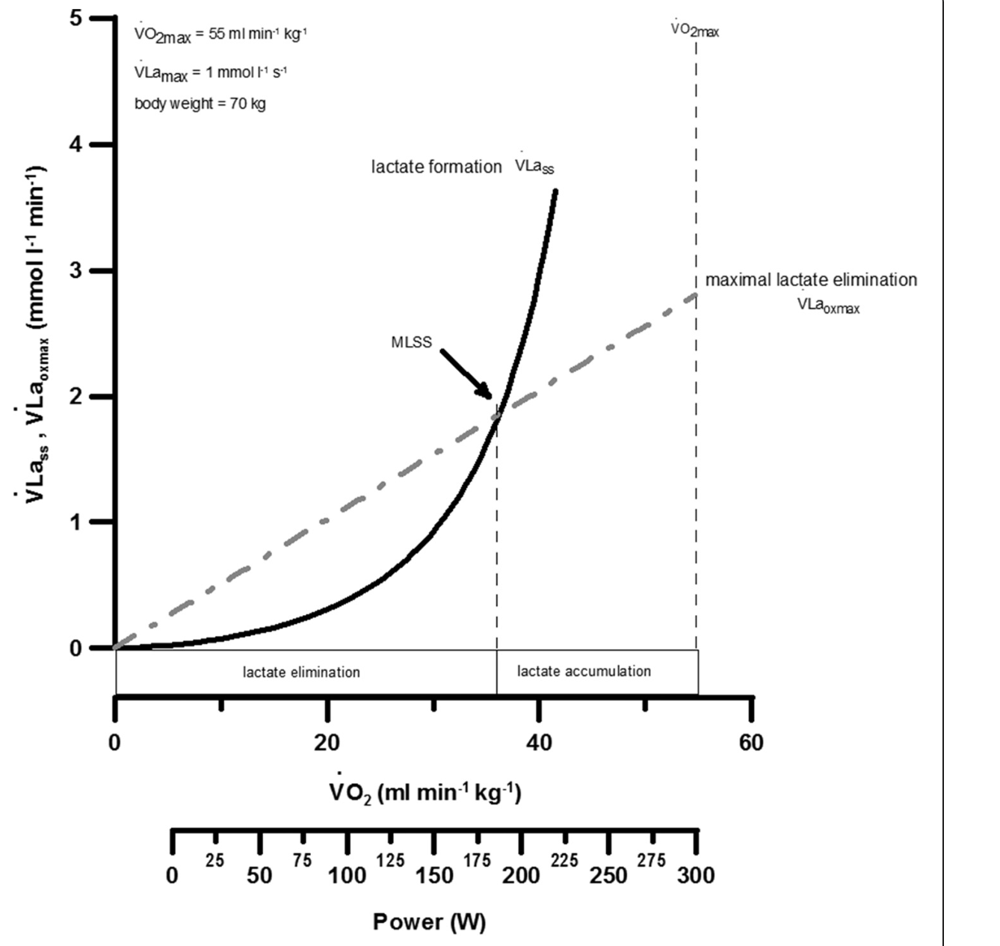 5
V̇O₂max = 55 ml min⁻¹ kg⁻¹
V̇O₂max
V̇Lamax = 1 mmol l⁻¹ s⁻¹
body weight = 70 kg
4
lactate formation V̇Lass
3
maximal lactate elimination
V̇Laoxmax
MLSS
2
V̇Lass , V̇Laoxmax (mmol l⁻¹ min⁻¹)
1
0
lactate elimination lactate accumulation
0 20 40 60
V̇O₂ (ml min⁻¹ kg⁻¹)
25 75 125 175 225 275
0 50 100 150 200 250 300
Power (W)